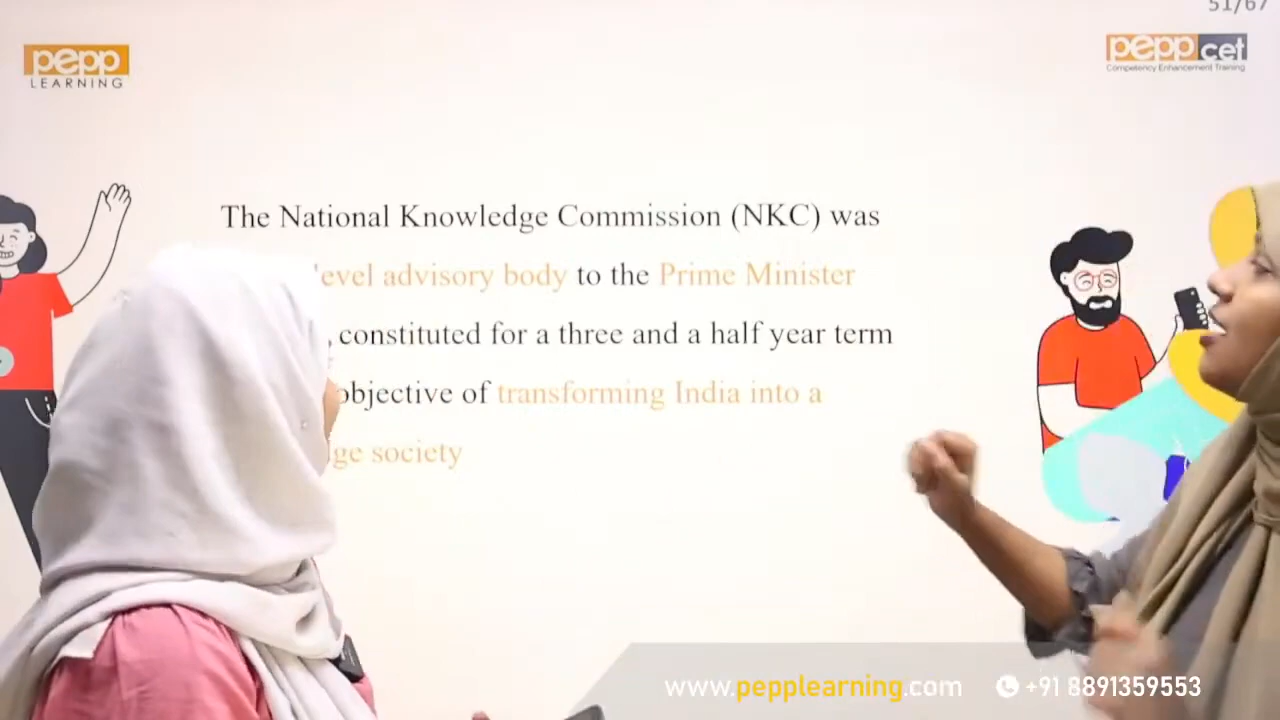 51/67
pepp
LEARNING
pepp cet
Competency Enhancement Training
The National Knowledge Commission (NKC) was
advisory body to the Prime Minister
, constituted for a three and a half year term
objective of transforming India into a
society
www.pepplearning.com
+91 8891359553